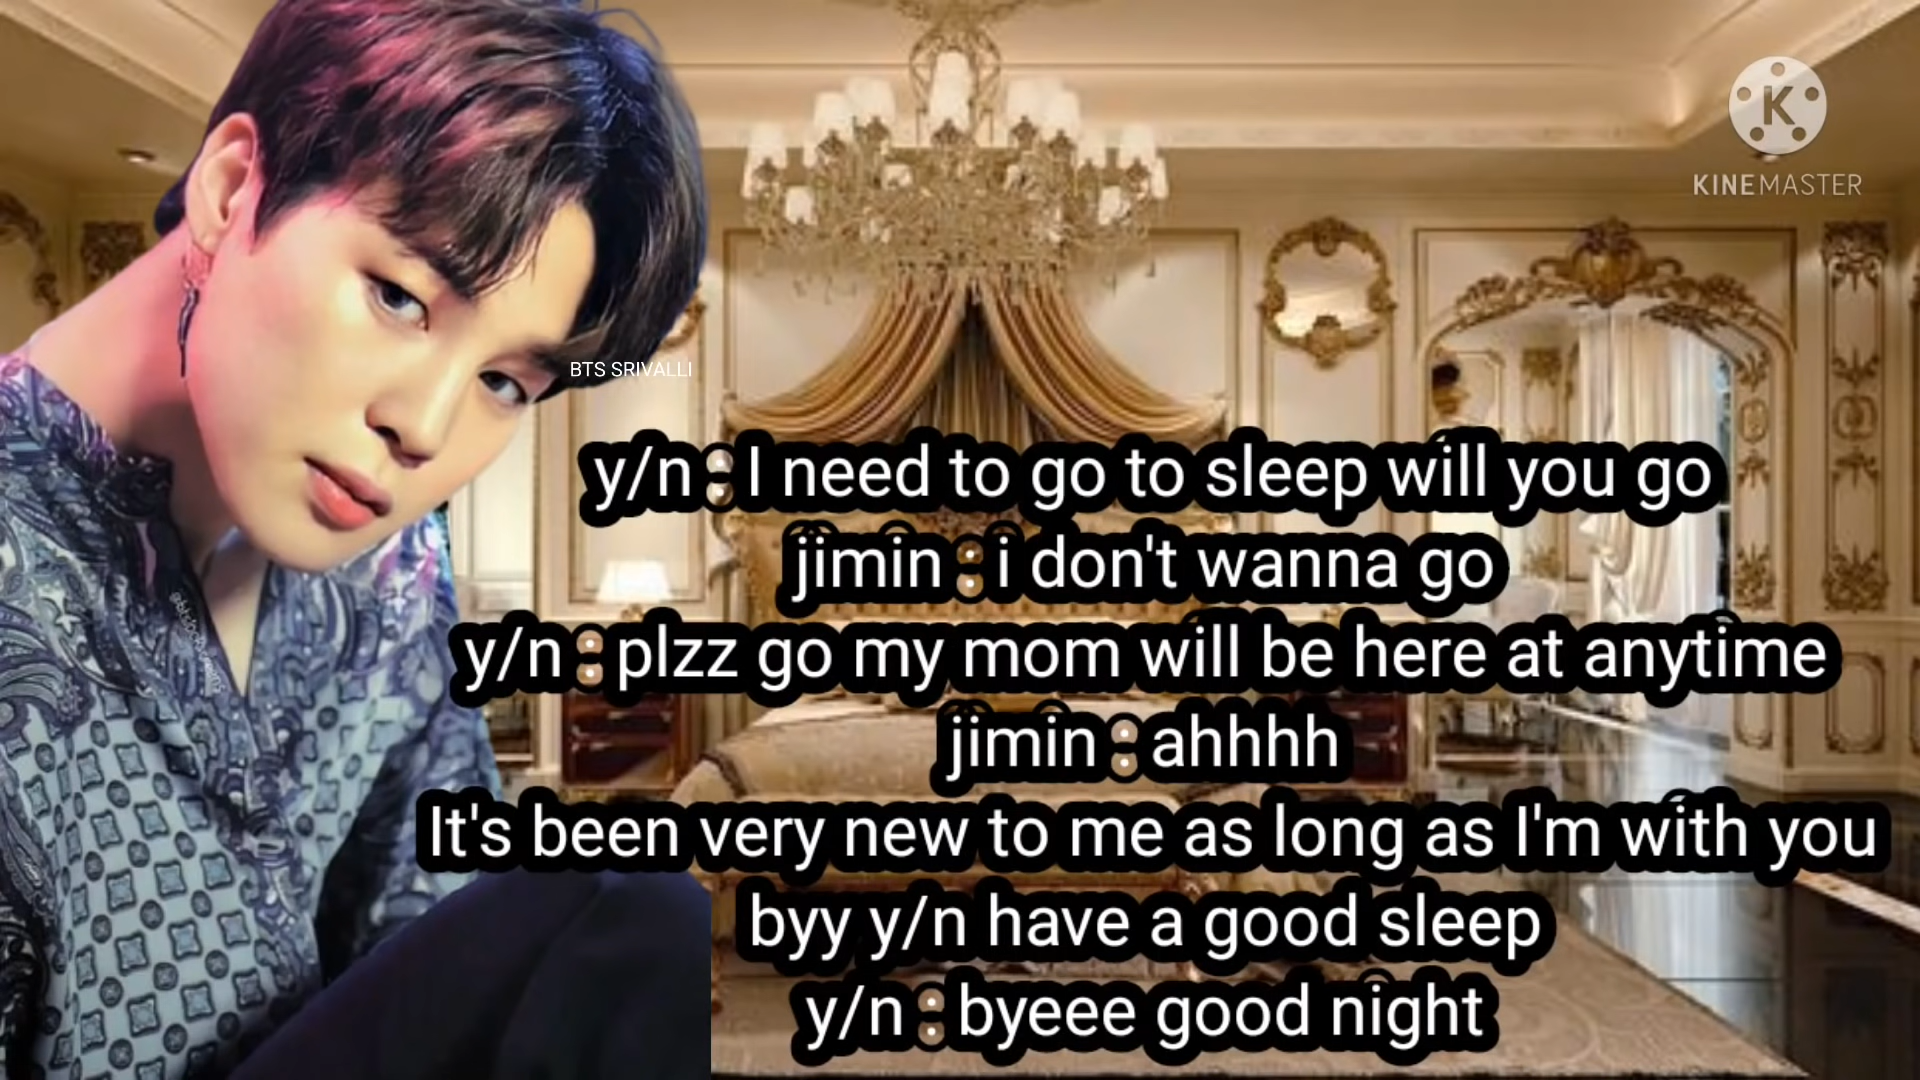 K
KINEMASTER
BTS SRIVALLI
y/n : I need to go to sleep will you go
jimin : i don't wanna go
y/n : plzz go my mom will be here at anytime
jimin : ahhhh
It's been very new to me as long as I'm with you
byy y/n have a good sleep
y/n : byeee good night